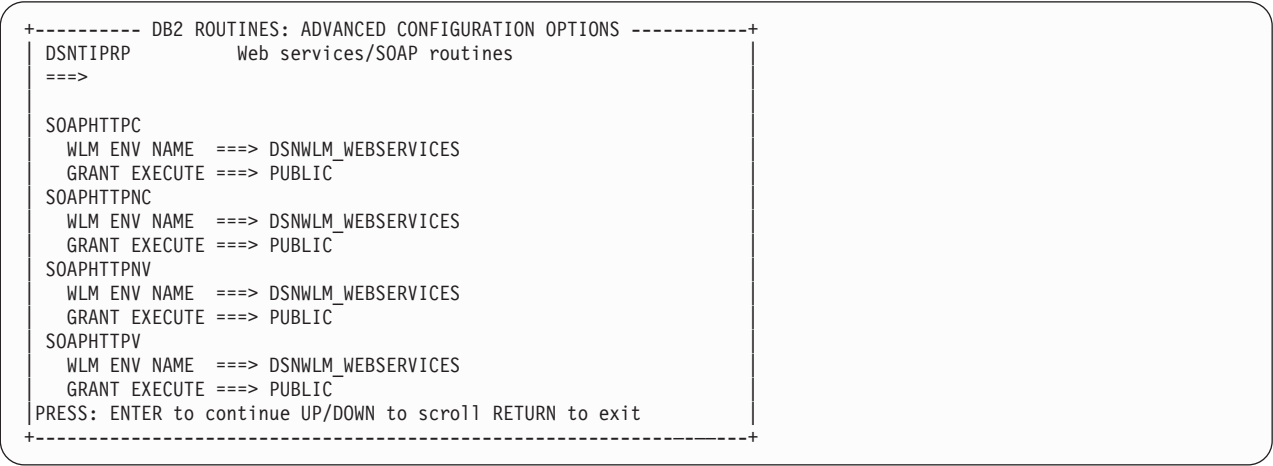 +---------- DB2 ROUTINES: ADVANCED CONFIGURATION OPTIONS -----------+
| DSNTIPRP          Web services/SOAP routines                      |
| ===>                                                              |
|                                                                   |
| SOAPHTTPC                                                         |
|   WLM ENV NAME  ===> DSNWLM_WEBSERVICES                           |
|   GRANT EXECUTE ===> PUBLIC                                       |
| SOAPHTTPNC                                                        |
|   WLM ENV NAME  ===> DSNWLM_WEBSERVICES                           |
|   GRANT EXECUTE ===> PUBLIC                                       |
| SOAPHTTPNV                                                        |
|   WLM ENV NAME  ===> DSNWLM_WEBSERVICES                           |
|   GRANT EXECUTE ===> PUBLIC                                       |
| SOAPHTTPV                                                         |
|   WLM ENV NAME  ===> DSNWLM_WEBSERVICES                           |
|   GRANT EXECUTE ===> PUBLIC                                       |
|PRESS: ENTER to continue UP/DOWN to scroll RETURN to exit          |
+-------------------------------------------------------------------+